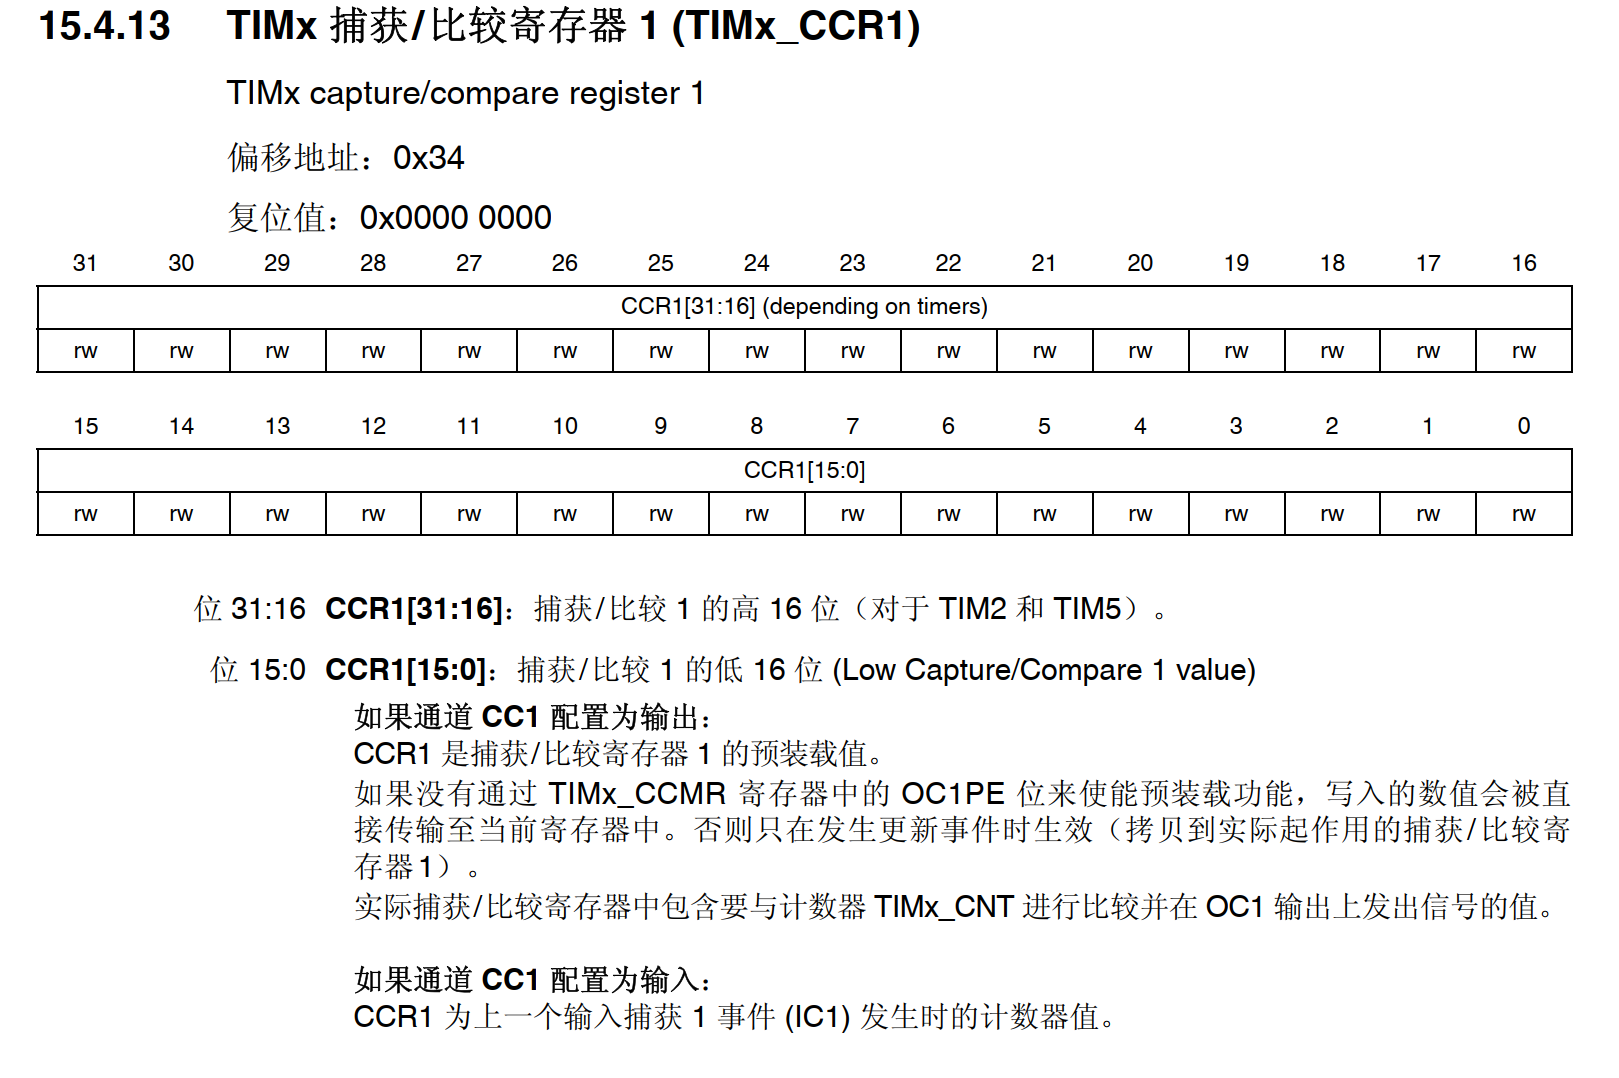 15.4.13 TIMx 捕获/比较寄存器 1 (TIMx_CCR1)
TIMx capture/compare register 1
偏移地址：0x34
复位值：0x0000 0000
31 30 29 28 27 26 25 24 23 22 21 20 19 18 17 16
CCR1[31:16] (depending on timers)
rw rw rw rw rw rw rw rw rw rw rw rw rw rw rw rw
15 14 13 12 11 10 9 8 7 6 5 4 3 2 1 0
CCR1[15:0]
rw rw rw rw rw rw rw rw rw rw rw rw rw rw rw rw
位 31:16 CCR1[31:16]：捕获/比较 1 的高 16 位（对于 TIM2 和 TIM5）。
位 15:0 CCR1[15:0]：捕获/比较 1 的低 16 位 (Low Capture/Compare 1 value)
如果通道 CC1 配置为输出：
CCR1 是捕获/比较寄存器 1 的预装载值。
如果没有通过 TIMx_CCMR 寄存器中的 OC1PE 位来使能预装载功能，写入的数值会被直
接传输至当前寄存器中。否则只在发生更新事件时生效（拷贝到实际起作用的捕获/比较寄
存器1）。
实际捕获/比较寄存器中包含要与计数器 TIMx_CNT 进行比较并在 OC1 输出上发出信号的值。
如果通道 CC1 配置为输入：
CCR1 为上一个输入捕获 1 事件 (IC1) 发生时的计数器值。